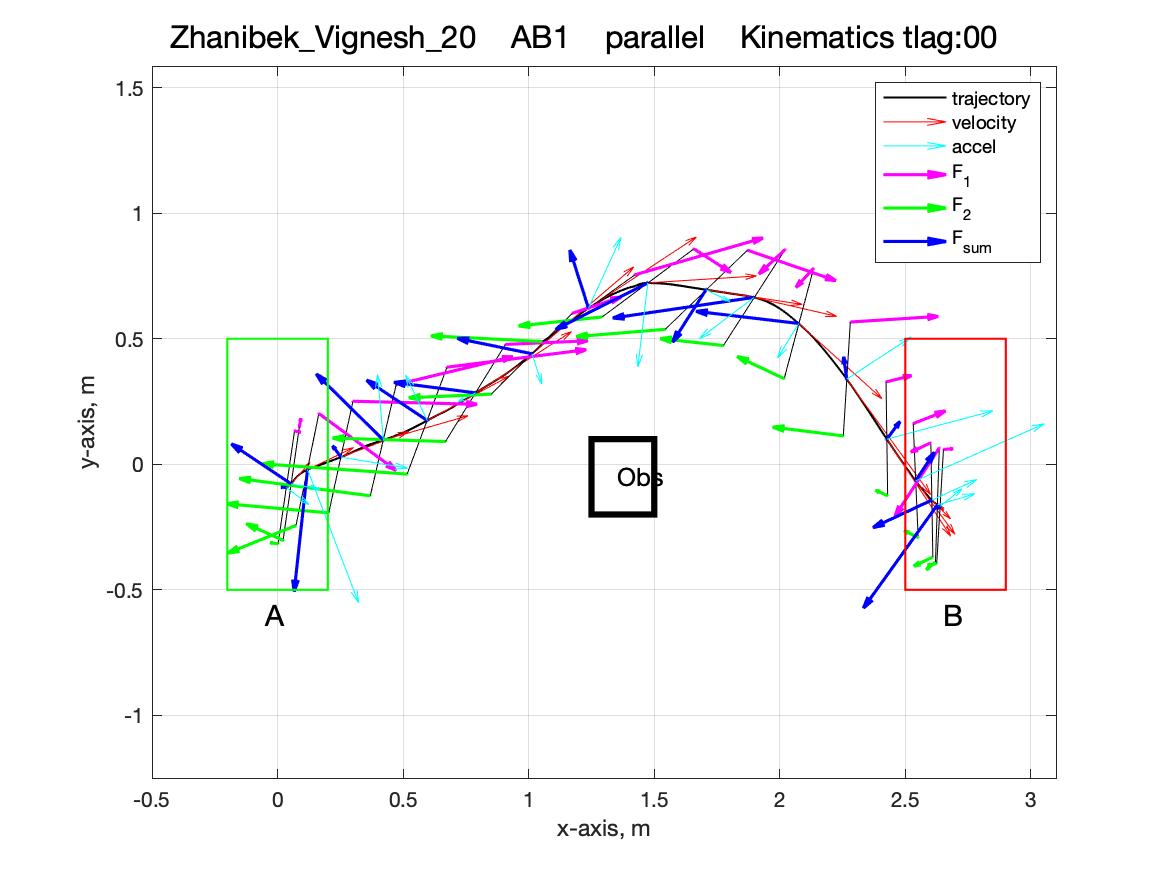 Zhanibek_Vignesh_20 AB1 parallel Kinematics tlag:00
trajectory
velocity
accel
F1
F2
Fsum
1.5
1
0.5
0
-0.5
-1
y-axis, m
Obs
A
B
-0.5 0 0.5 1 1.5 2 2.5 3
x-axis, m